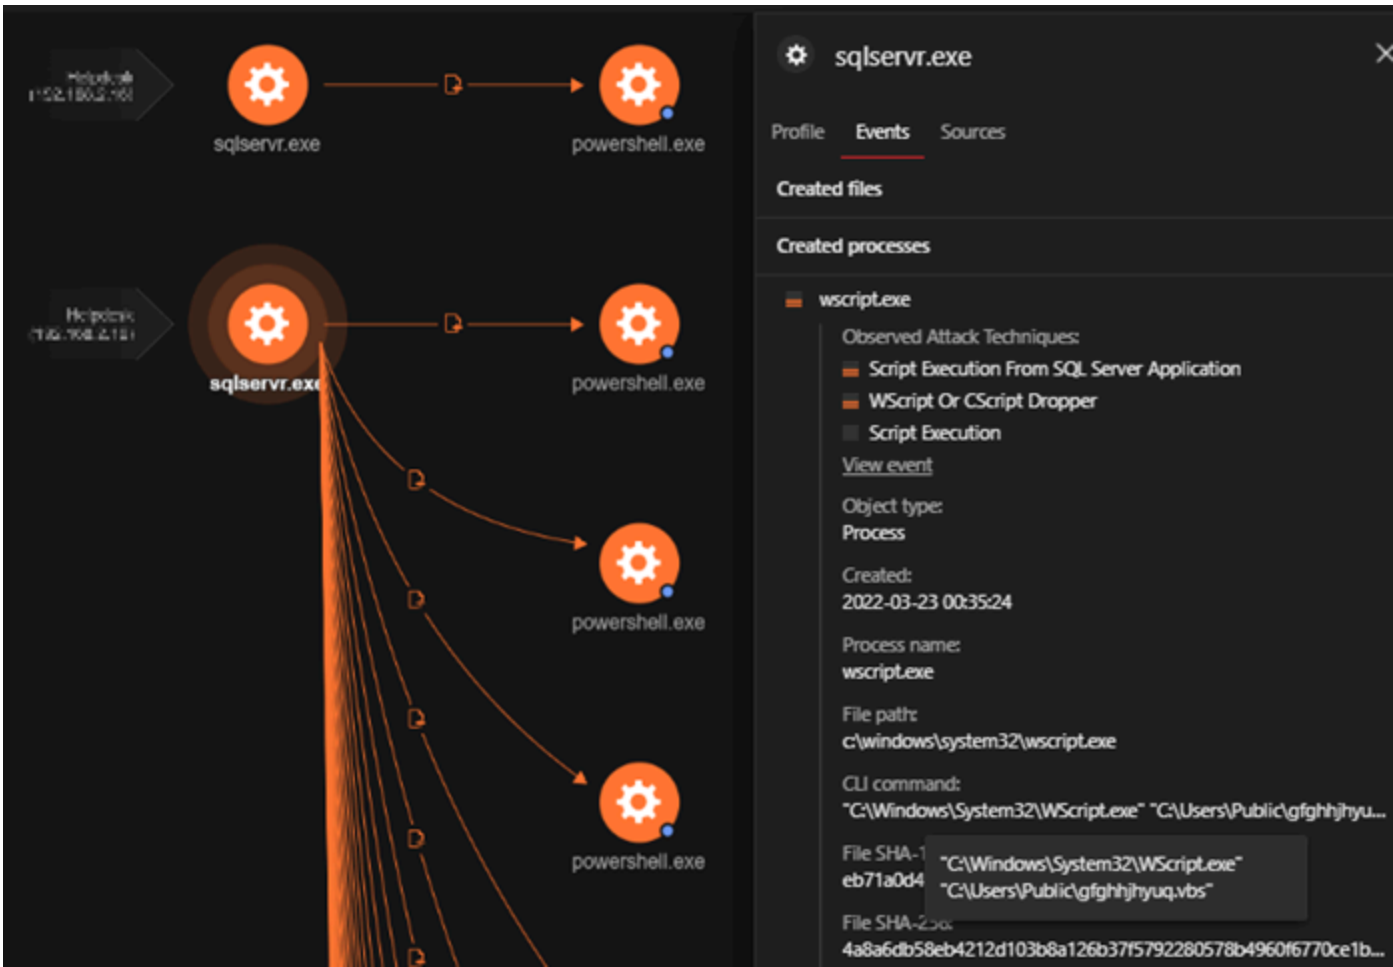 sqlservr.exe
powershell.exe
sqlservr.exe
powershell.exe
powershell.exe
powershell.exe
sqlservr.exe
Profile Events Sources
Created files
Created processes
wscript.exe
Observed Attack Techniques:
Script Execution From SQL Server Application
WScript Or CScript Dropper
Script Execution
View event
Object type:
Process
Created:
2022-03-23 00:35:24
Process name:
wscript.exe
File path:
c:\windows\system32\wscript.exe
CLI command:
"C:\Windows\System32\WScript.exe" "C:\Users\Public\gfghhjhyu...
File SHA-1
eb71a0d4
"C:\Windows\System32\WScript.exe"
"C:\Users\Public\gfghhjhyuq.vbs"
File SHA-256:
4a8a6db58eb4212d103b8a126b37f5792280578b4960f6770ce1b...